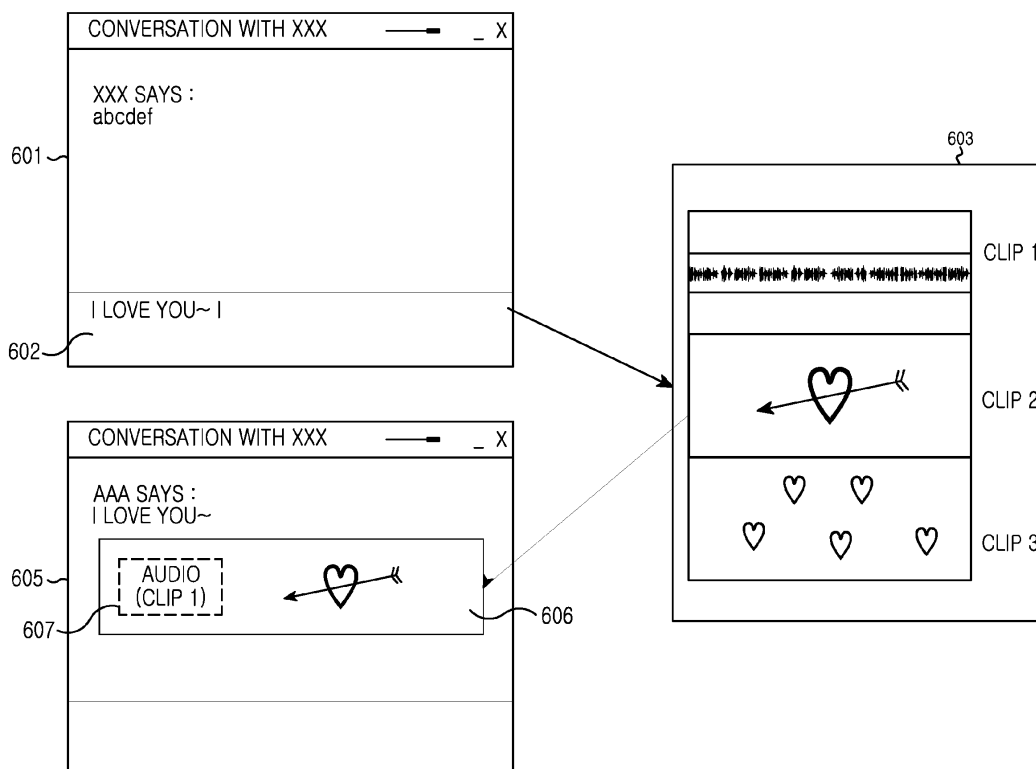 CONVERSATION WITH XXX
_ X
XXX SAYS :
abcdef
601
I LOVE YOU~ I
602
603
CLIP 1
CLIP 2
CLIP 3
CONVERSATION WITH XXX
_ X
AAA SAYS :
I LOVE YOU~
605
AUDIO
(CLIP 1)
607
606